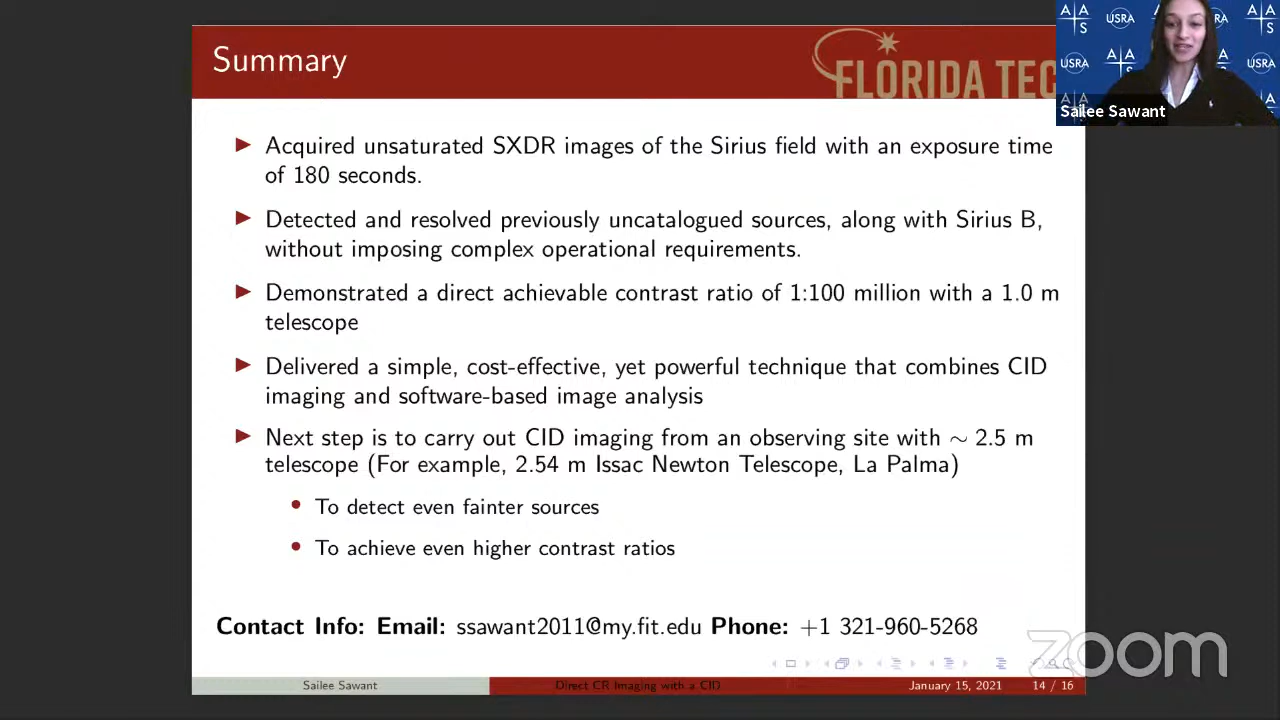 Summary
FLORIDA TEC
Sailee Sawant
Acquired unsaturated SXDR images of the Sirius field with an exposure time
of 180 seconds.
Detected and resolved previously uncatalogued sources, along with Sirius B,
without imposing complex operational requirements.
Demonstrated a direct achievable contrast ratio of 1:100 million with a 1.0 m
telescope
Delivered a simple, cost-effective, yet powerful technique that combines CID
imaging and software-based image analysis
Next step is to carry out CID imaging from an observing site with ∼ 2.5 m
telescope (For example, 2.54 m Issac Newton Telescope, La Palma)
To detect even fainter sources
To achieve even higher contrast ratios
Contact Info: Email: ssawant2011@my.fit.edu Phone: +1 321-960-5268
zoom
Sailee Sawant Direct CR Imaging with a CID January 15, 2021 14 / 16
USRA
AAS
USRA
USRA